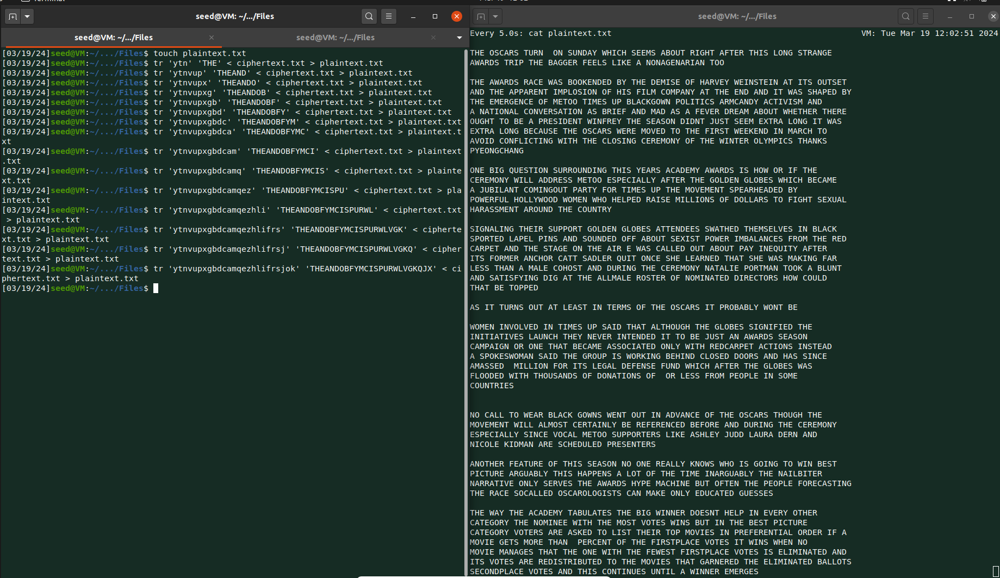 seed@VM: ~/.../Files
seed@VM: ~/.../Files
seed@VM: ~/.../Files
[03/19/24]seed@VM:~/.../Files$ touch plaintext.txt
[03/19/24]seed@VM:~/.../Files$ tr 'ytn' 'THE' < ciphertext.txt > plaintext.txt
[03/19/24]seed@VM:~/.../Files$ tr 'ytnvup' 'THEAND' < ciphertext.txt > plaintext.txt
[03/19/24]seed@VM:~/.../Files$ tr 'ytnvupx' 'THEANDO' < ciphertext.txt > plaintext.txt
[03/19/24]seed@VM:~/.../Files$ tr 'ytnvupxg' 'THEANDOB' < ciphertext.txt > plaintext.txt
[03/19/24]seed@VM:~/.../Files$ tr 'ytnvupxgb' 'THEANDOBF' < ciphertext.txt > plaintext.txt
[03/19/24]seed@VM:~/.../Files$ tr 'ytnvupxgbd' 'THEANDOBFY' < ciphertext.txt > plaintext.txt
[03/19/24]seed@VM:~/.../Files$ tr 'ytnvupxgbdc' 'THEANDOBFYM' < ciphertext.txt > plaintext.txt
[03/19/24]seed@VM:~/.../Files$ tr 'ytnvupxgbdca' 'THEANDOBFYMC' < ciphertext.txt > plaintext.t
xt
[03/19/24]seed@VM:~/.../Files$ tr 'ytnvupxgbdcam' 'THEANDOBFYMCI' < ciphertext.txt > plaintext
.txt
[03/19/24]seed@VM:~/.../Files$ tr 'ytnvupxgbdcamq' 'THEANDOBFYMCIS' < ciphertext.txt > plainte
xt.txt
[03/19/24]seed@VM:~/.../Files$ tr 'ytnvupxgbdcamqez' 'THEANDOBFYMCISPU' < ciphertext.txt > pla
intext.txt
[03/19/24]seed@VM:~/.../Files$ tr 'ytnvupxgbdcamqezhli' 'THEANDOBFYMCISPURWL' < ciphertext.txt
 > plaintext.txt
[03/19/24]seed@VM:~/.../Files$ tr 'ytnvupxgbdcamqezhlifrs' 'THEANDOBFYMCISPURWLVGK' < cipherte
xt.txt > plaintext.txt
[03/19/24]seed@VM:~/.../Files$ tr 'ytnvupxgbdcamqezhlifrsj' 'THEANDOBFYMCISPURWLVGKQ' < cipher
text.txt > plaintext.txt
[03/19/24]seed@VM:~/.../Files$ tr 'ytnvupxgbdcamqezhlifrsjok' 'THEANDOBFYMCISPURWLVGKQJX' < ci
phertext.txt > plaintext.txt
[03/19/24]seed@VM:~/.../Files$
seed@VM: ~/.../Files
Every 5.0s: cat plaintext.txt VM: Tue Mar 19 12:02:51 2024
THE OSCARS TURN  ON SUNDAY WHICH SEEMS ABOUT RIGHT AFTER THIS LONG STRANGE
AWARDS TRIP THE BAGGER FEELS LIKE A NONAGENARIAN TOO
THE AWARDS RACE WAS BOOKENDED BY THE DEMISE OF HARVEY WEINSTEIN AT ITS OUTSET
AND THE APPARENT IMPLOSION OF HIS FILM COMPANY AT THE END AND IT WAS SHAPED BY
THE EMERGENCE OF METOO TIMES UP BLACKGOWN POLITICS ARMCANDY ACTIVISM AND
A NATIONAL CONVERSATION AS BRIEF AND MAD AS A FEVER DREAM ABOUT WHETHER THERE
OUGHT TO BE A PRESIDENT WINFREY THE SEASON DIDNT JUST SEEM EXTRA LONG IT WAS
EXTRA LONG BECAUSE THE OSCARS WERE MOVED TO THE FIRST WEEKEND IN MARCH TO
AVOID CONFLICTING WITH THE CLOSING CEREMONY OF THE WINTER OLYMPICS THANKS
PYEONGCHANG
ONE BIG QUESTION SURROUNDING THIS YEARS ACADEMY AWARDS IS HOW OR IF THE
CEREMONY WILL ADDRESS METOO ESPECIALLY AFTER THE GOLDEN GLOBES WHICH BECAME
A JUBILANT COMINGOUT PARTY FOR TIMES UP THE MOVEMENT SPEARHEADED BY
POWERFUL HOLLYWOOD WOMEN WHO HELPED RAISE MILLIONS OF DOLLARS TO FIGHT SEXUAL
HARASSMENT AROUND THE COUNTRY
SIGNALING THEIR SUPPORT GOLDEN GLOBES ATTENDEES SWATHED THEMSELVES IN BLACK
SPORTED LAPEL PINS AND SOUNDED OFF ABOUT SEXIST POWER IMBALANCES FROM THE RED
CARPET AND THE STAGE ON THE AIR E WAS CALLED OUT ABOUT PAY INEQUITY AFTER
ITS FORMER ANCHOR CATT SADLER QUIT ONCE SHE LEARNED THAT SHE WAS MAKING FAR
LESS THAN A MALE COHOST AND DURING THE CEREMONY NATALIE PORTMAN TOOK A BLUNT
AND SATISFYING DIG AT THE ALLMALE ROSTER OF NOMINATED DIRECTORS HOW COULD
THAT BE TOPPED
AS IT TURNS OUT AT LEAST IN TERMS OF THE OSCARS IT PROBABLY WONT BE
WOMEN INVOLVED IN TIMES UP SAID THAT ALTHOUGH THE GLOBES SIGNIFIED THE
INITIATIVES LAUNCH THEY NEVER INTENDED IT TO BE JUST AN AWARDS SEASON
CAMPAIGN OR ONE THAT BECAME ASSOCIATED ONLY WITH REDCARPET ACTIONS INSTEAD
A SPOKESWOMAN SAID THE GROUP IS WORKING BEHIND CLOSED DOORS AND HAS SINCE
AMASSED  MILLION FOR ITS LEGAL DEFENSE FUND WHICH AFTER THE GLOBES WAS
FLOODED WITH THOUSANDS OF DONATIONS OF  OR LESS FROM PEOPLE IN SOME
COUNTRIES
NO CALL TO WEAR BLACK GOWNS WENT OUT IN ADVANCE OF THE OSCARS THOUGH THE
MOVEMENT WILL ALMOST CERTAINLY BE REFERENCED BEFORE AND DURING THE CEREMONY
ESPECIALLY SINCE VOCAL METOO SUPPORTERS LIKE ASHLEY JUDD LAURA DERN AND
NICOLE KIDMAN ARE SCHEDULED PRESENTERS
ANOTHER FEATURE OF THIS SEASON NO ONE REALLY KNOWS WHO IS GOING TO WIN BEST
PICTURE ARGUABLY THIS HAPPENS A LOT OF THE TIME INARGUABLY THE NAILBITER
NARRATIVE ONLY SERVES THE AWARDS HYPE MACHINE BUT OFTEN THE PEOPLE FORECASTING
THE RACE SOCALLED OSCAROLOGISTS CAN MAKE ONLY EDUCATED GUESSES
THE WAY THE ACADEMY TABULATES THE BIG WINNER DOESNT HELP IN EVERY OTHER
CATEGORY THE NOMINEE WITH THE MOST VOTES WINS BUT IN THE BEST PICTURE
CATEGORY VOTERS ARE ASKED TO LIST THEIR TOP MOVIES IN PREFERENTIAL ORDER IF A
MOVIE GETS MORE THAN  PERCENT OF THE FIRSTPLACE VOTES IT WINS WHEN NO
MOVIE MANAGES THAT THE ONE WITH THE FEWEST FIRSTPLACE VOTES IS ELIMINATED AND
ITS VOTES ARE REDISTRIBUTED TO THE MOVIES THAT GARNERED THE ELIMINATED BALLOTS
SECONDPLACE VOTES AND THIS CONTINUES UNTIL A WINNER EMERGES